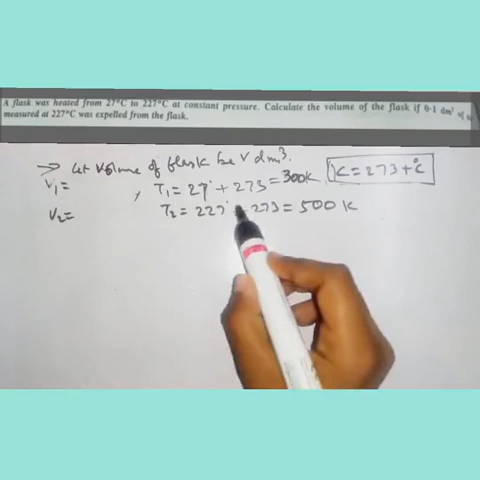 A flask was heated from 27°C to 227°C at constant pressure. Calculate the volume of the flask if 0·1 dm³ of
measured at 227°C was expelled from the flask.
→ Let volume of flask be V dm³.
V₁= , T₁ = 27° + 273 = 300K K = 273 + °C
V₂= T₂ = 227° 273 = 500 K